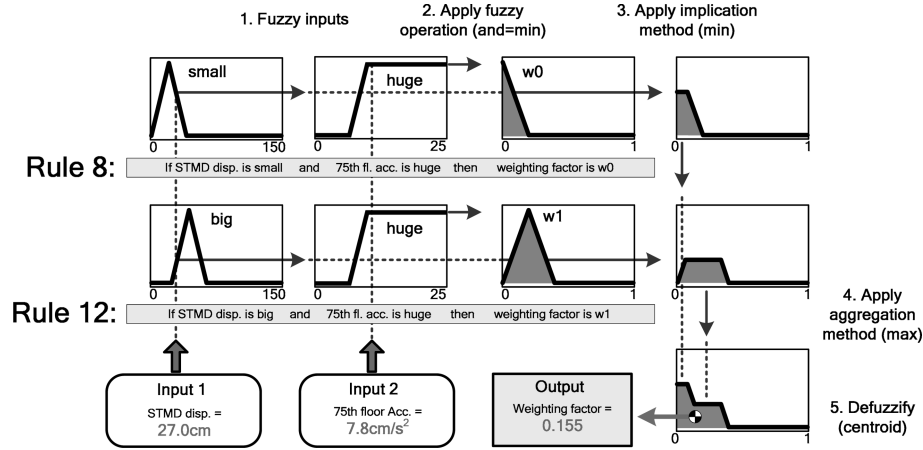 1. Fuzzy inputs
2. Apply fuzzy
operation (and=min)
3. Apply implication
method (min)
small
huge
w0
0 150
0 25
0 1
0 1
Rule 8:
If STMD disp. is small and 75th fl. acc. is huge then weighting factor is w0
big
huge
w1
0 150
0 25
0 1
0 1
Rule 12:
If STMD disp. is big and 75th fl. acc. is huge then weighting factor is w1
4. Apply
aggregation
method (max)
Input 1
STMD disp. =
27.0cm
Input 2
75th floor Acc. =
7.8cm/s²
Output
Weighting factor =
0.155
0 1
5. Defuzzify
(centroid)